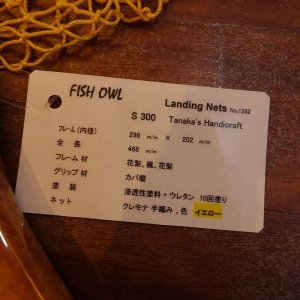 FISH OWL
Landing Nets No.1262
S 300 Tanaka's Handicraft
フレーム（内径） 298 m/m × 202 m/m
全長 468 m/m
フレーム材 花梨、楓、花梨
グリップ材 カバ瘤
塗装 浸透性塗料＋ウレタン 10回塗り
ネット クレモナ 手編み、色 イエロー